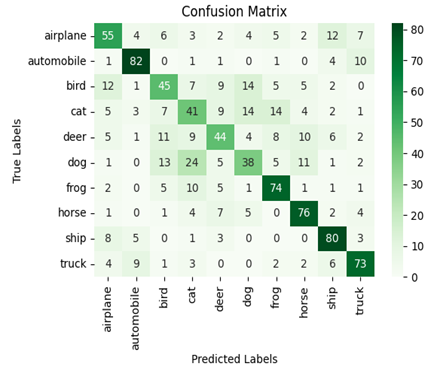 Confusion Matrix
airplane 55 4 6 3 2 4 5 2 12 7
automobile 1 82 0 1 1 0 1 0 4 10
bird 12 1 45 7 9 14 5 5 2 0
cat 5 3 7 41 9 14 14 4 2 1
deer 5 1 11 9 44 4 8 10 6 2
dog 1 0 13 24 5 38 5 11 1 2
frog 2 0 5 10 5 1 74 1 1 1
horse 1 0 1 4 7 5 0 76 2 4
ship 8 5 0 1 3 0 0 0 80 3
truck 4 9 1 3 0 0 2 2 6 73
airplane automobile bird cat deer dog frog horse ship truck
True Labels
Predicted Labels
80
70
60
50
40
30
20
10
0